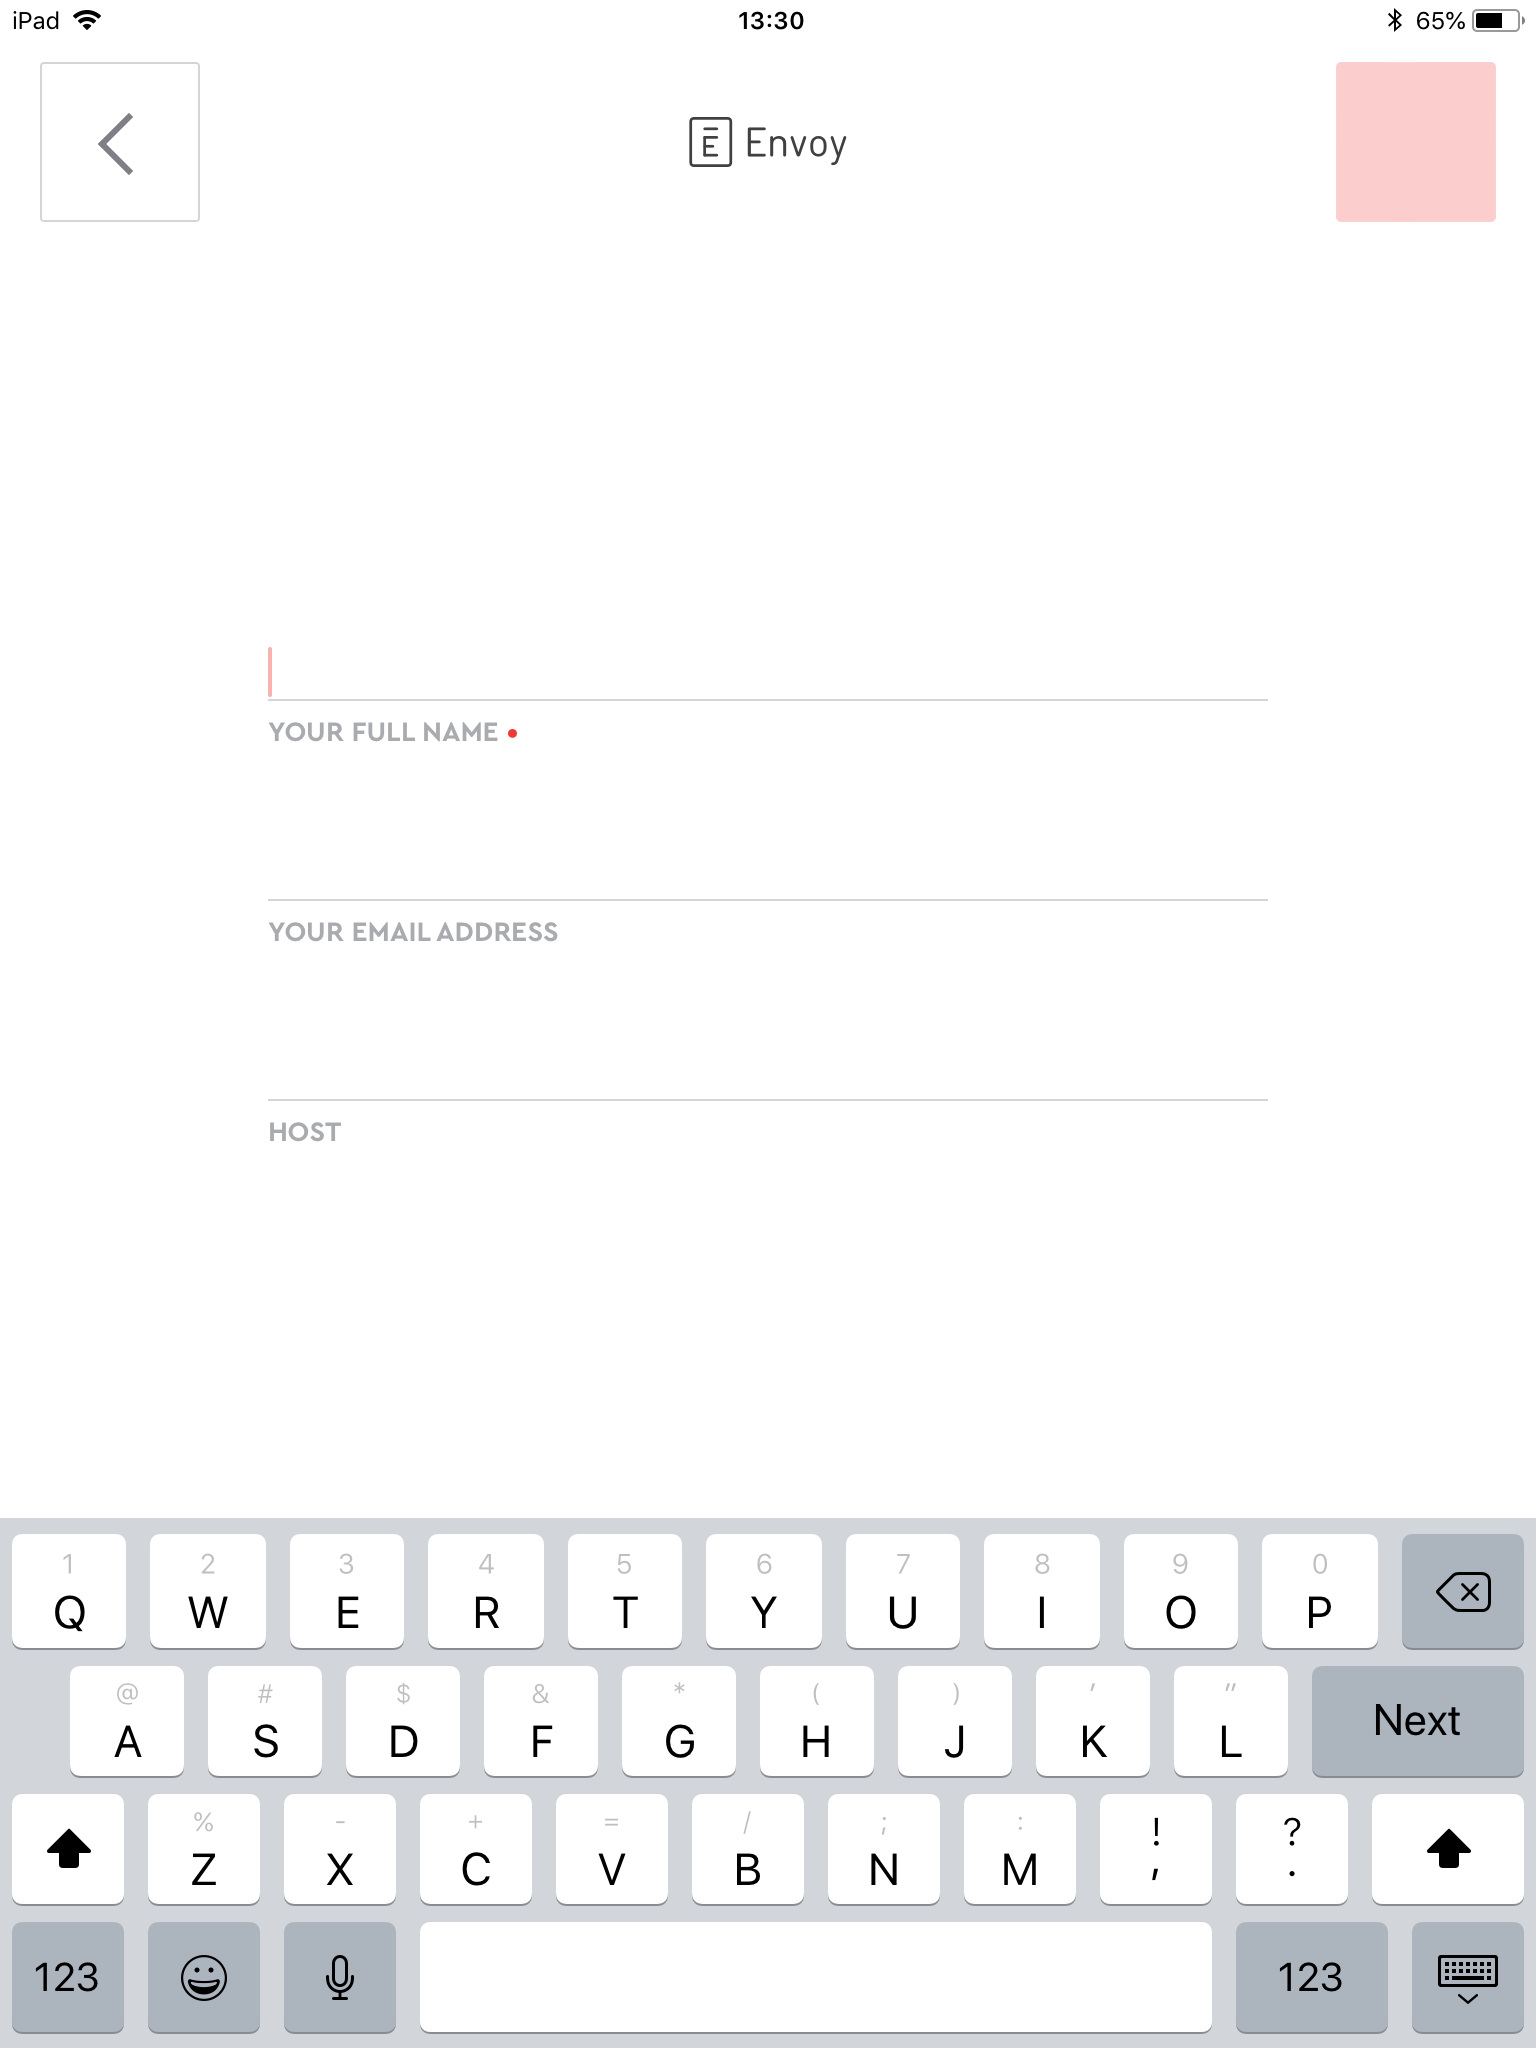 iPad 13:30 65%
E Envoy
YOUR FULL NAME
YOUR EMAIL ADDRESS
HOST
1 2 3 4 5 6 7 8 9 0
Q W E R T Y U I O P
@ # $ & * ( ) ' "
A S D F G H J K L Next
% - + = / ; : ! ?
Z X C V B N M , .
123 123